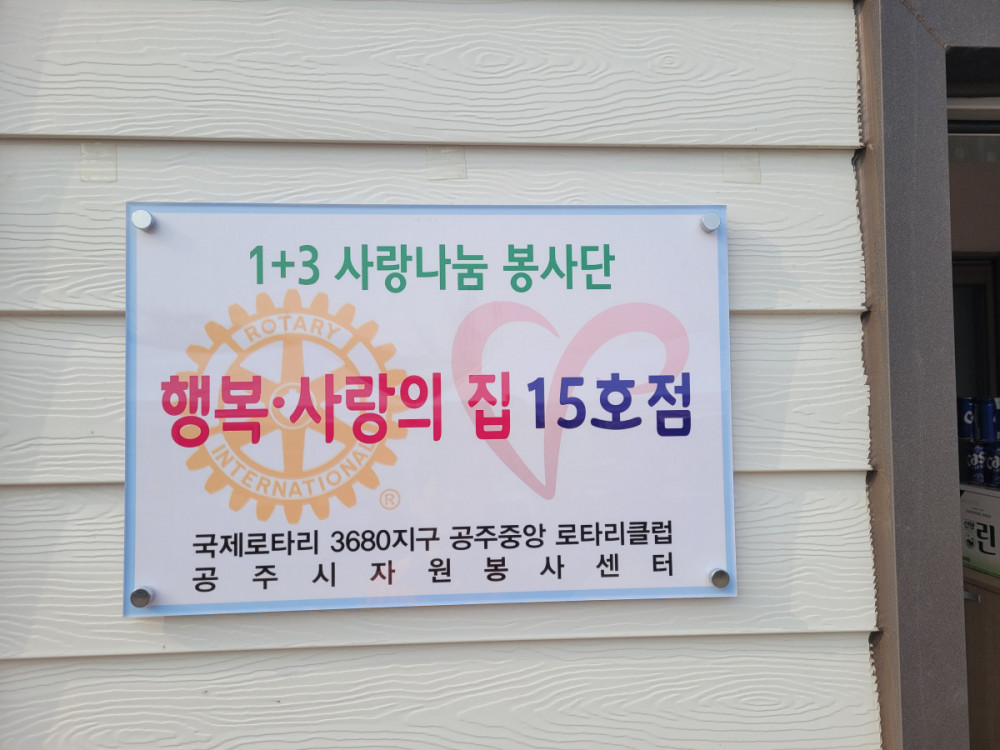 1+3 사랑나눔 봉사단
ROTARY
행복·사랑의 집 15호점
INTERNATIONAL
®
국제로타리 3680지구 공주중앙 로타리클럽
공주시자원봉사센터
린